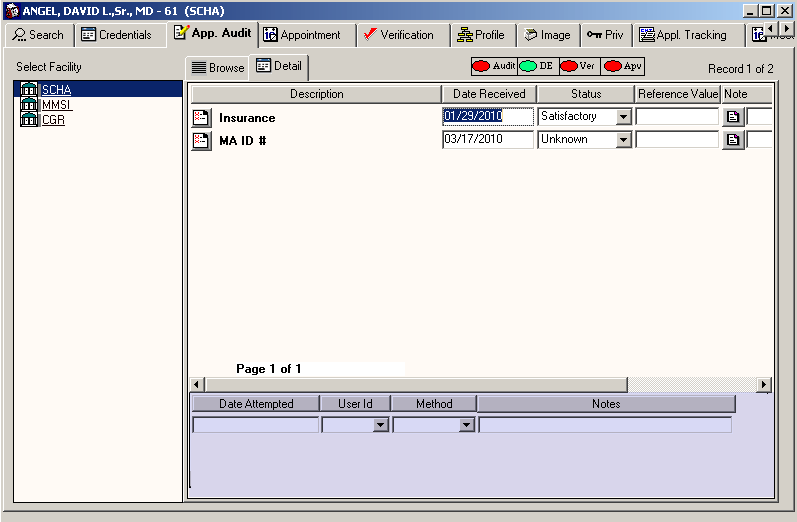 ANGEL, DAVID L.,Sr., MD - 61 (SCHA)
Search Credentials App. Audit Appointment Verification Profile Image Priv Appl. Tracking
Select Facility
Browse Detail Audit DE Ver Apv Record 1 of 2
SCHA
MMSI
CGR
Description Date Received Status Reference Value Note
Insurance 01/29/2010 Satisfactory
MA ID # 03/17/2010 Unknown
Page 1 of 1
Date Attempted User Id Method Notes